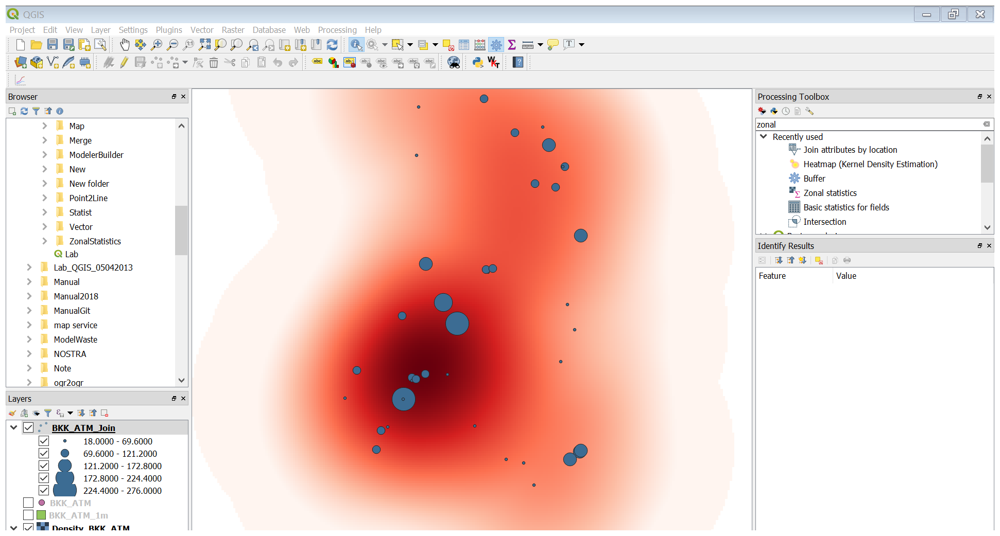 QGIS
Project Edit View Layer Settings Plugins Vector Raster Database Web Processing Help
Browser
Map
Merge
ModelerBuilder
New
New folder
Point2Line
Statist
Vector
ZonalStatistics
Lab
Lab_QGIS_05042013
Manual
Manual2018
ManualGit
map service
ModelWaste
NOSTRA
Note
ogr2ogr
Layers
BKK_ATM_Join
18.0000 - 69.6000
69.6000 - 121.2000
121.2000 - 172.8000
172.8000 - 224.4000
224.4000 - 276.0000
BKK_ATM
BKK_ATM_1m
Density_BKK_ATM
Processing Toolbox
zonal
Recently used
Join attributes by location
Heatmap (Kernel Density Estimation)
Buffer
Zonal statistics
Basic statistics for fields
Intersection
Identify Results
Feature Value